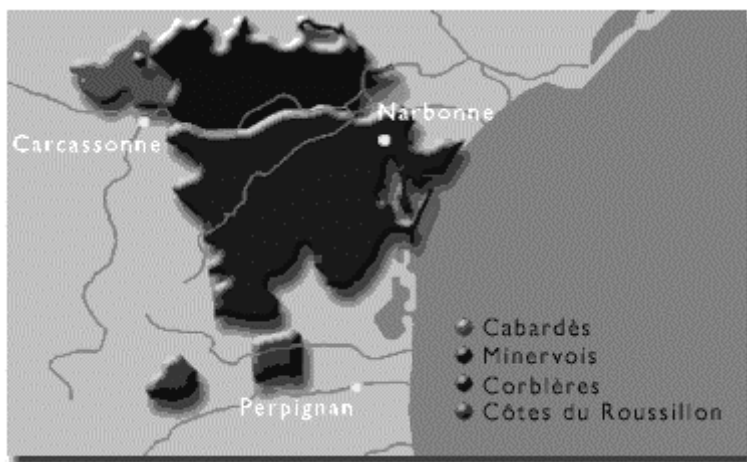 Narbonne
Carcassonne
Cabardès
Minervois
Corbières
Côtes du Roussillon
Perpignan